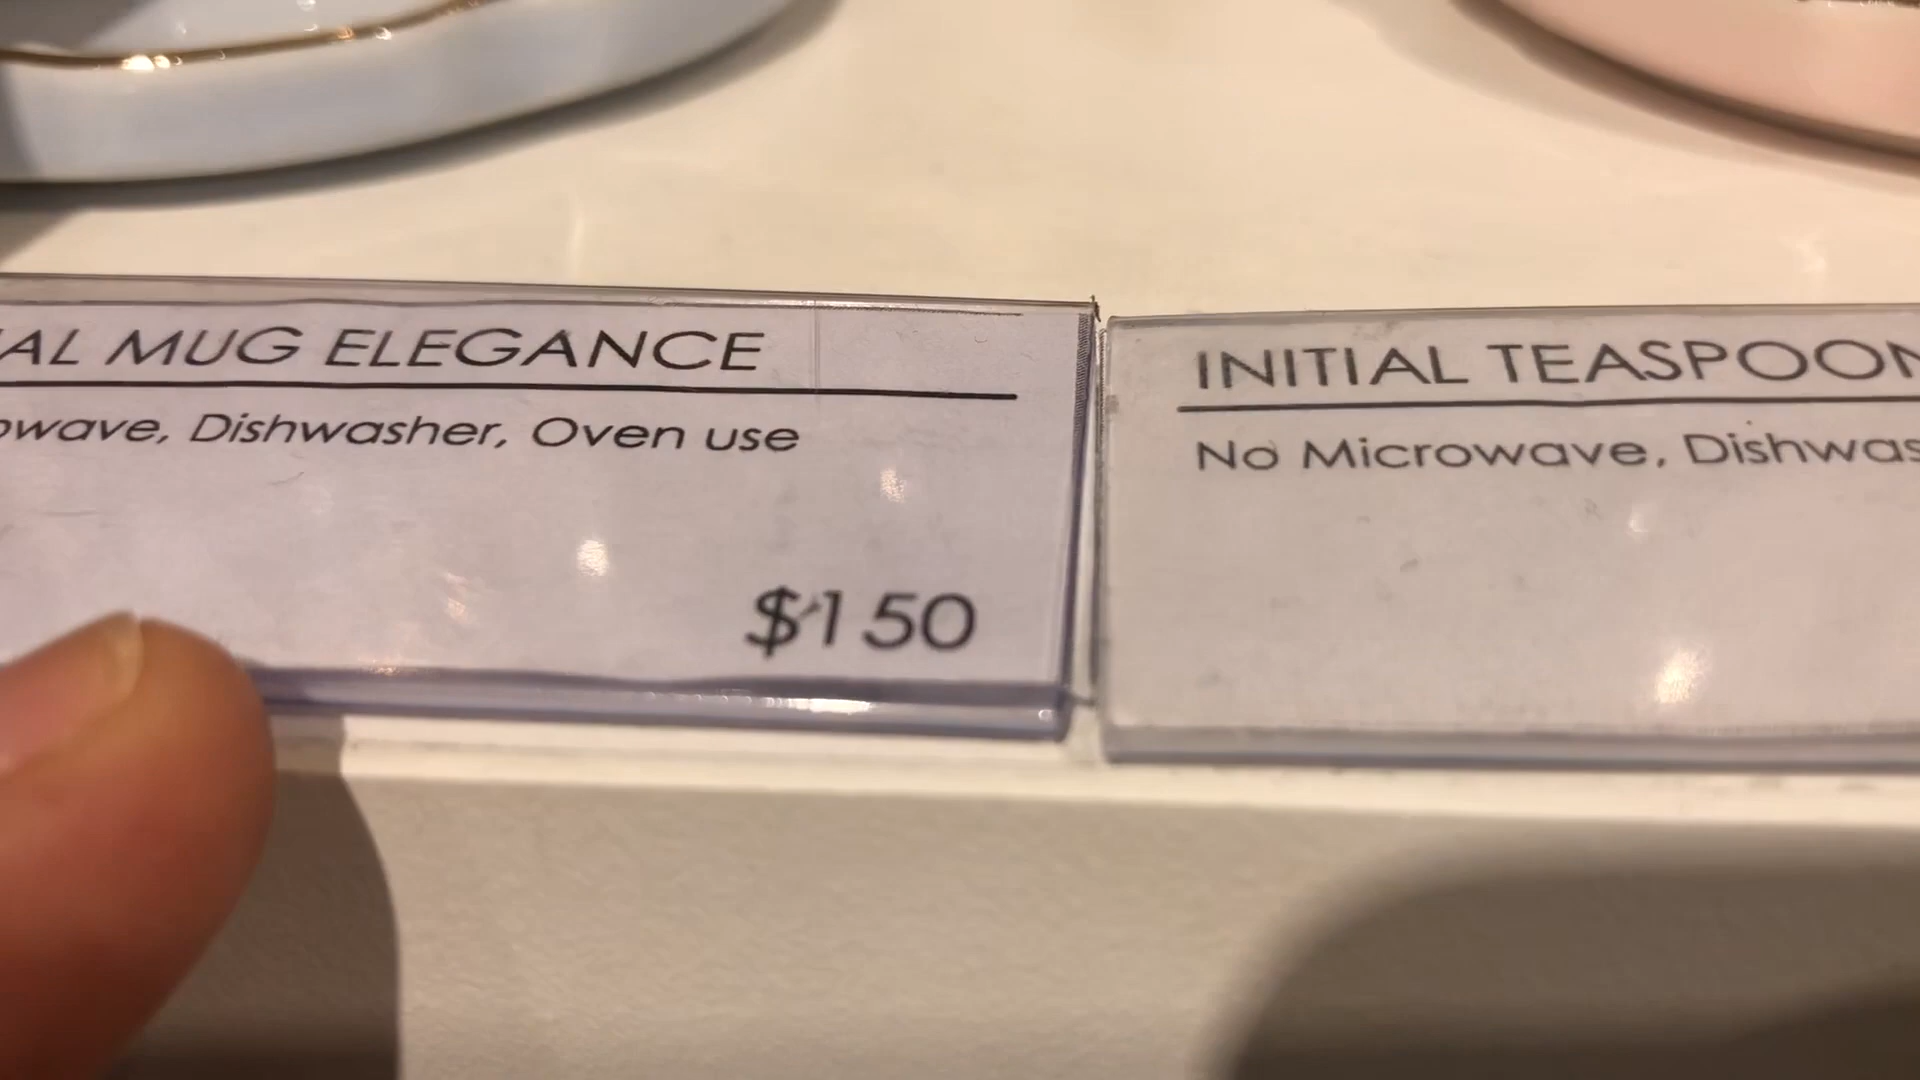 AL MUG ELEGANCE
owave, Dishwasher, Oven use
$150
INITIAL TEASPOON
No Microwave, Dishwas